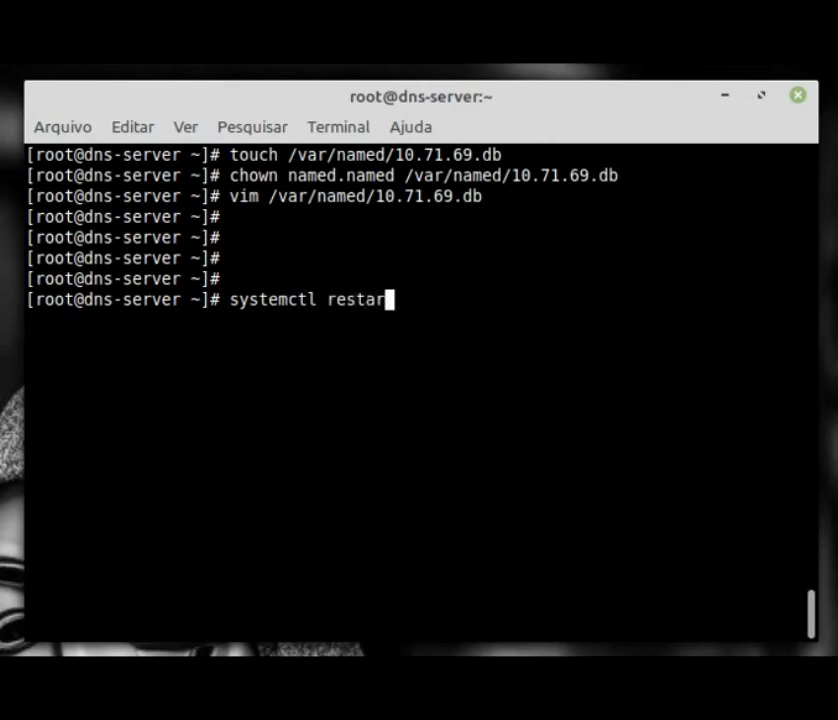 root@dns-server:~
Arquivo Editar Ver Pesquisar Terminal Ajuda
[root@dns-server ~]# touch /var/named/10.71.69.db
[root@dns-server ~]# chown named.named /var/named/10.71.69.db
[root@dns-server ~]# vim /var/named/10.71.69.db
[root@dns-server ~]#
[root@dns-server ~]#
[root@dns-server ~]#
[root@dns-server ~]#
[root@dns-server ~]# systemctl restar